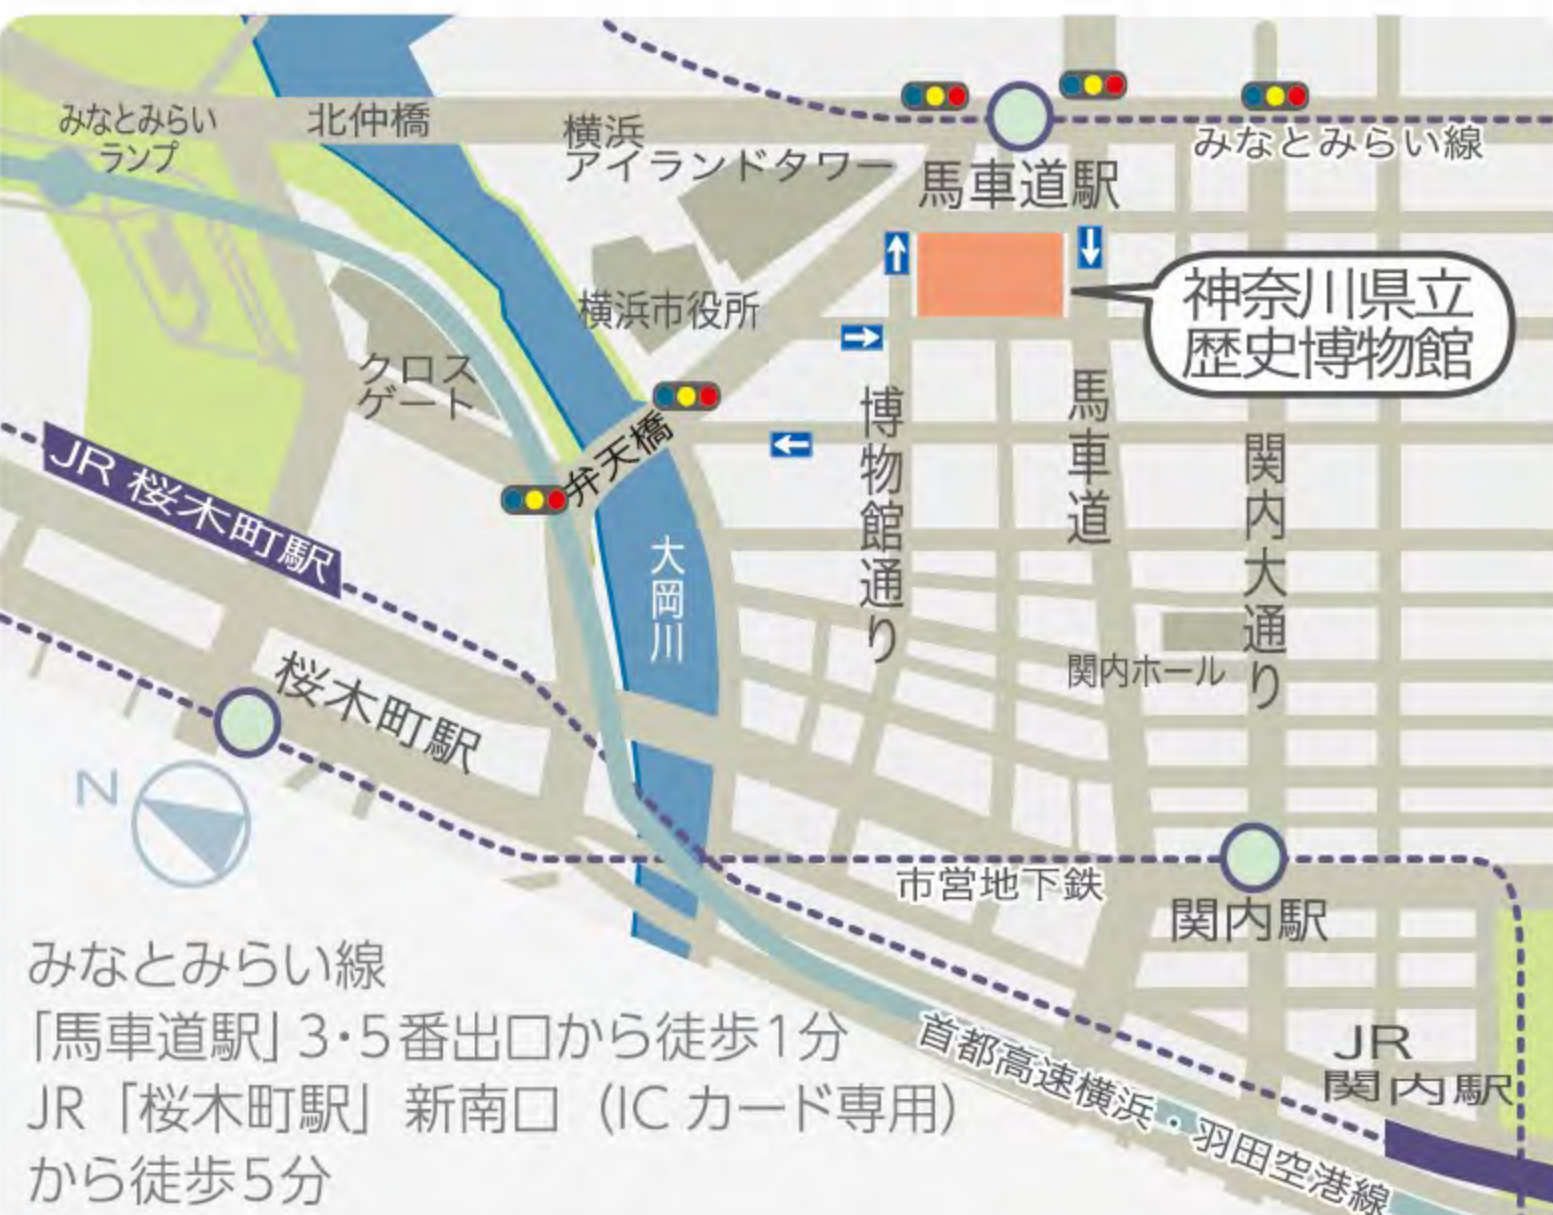 みなとみらい
ランプ
北仲橋
横浜
アイランドタワー
馬車道駅
みなとみらい線
神奈川県立
歴史博物館
横浜市役所
クロス
ゲート
弁天橋
博物館通り
馬車道
関内大通り
JR 桜木町駅
大岡川
関内ホール
桜木町駅
N
市営地下鉄
関内駅
みなとみらい線
「馬車道駅」3・5番出口から徒歩1分
JR「桜木町駅」新南口（ICカード専用）
から徒歩5分
首都高速横浜・羽田空港線
JR
関内駅